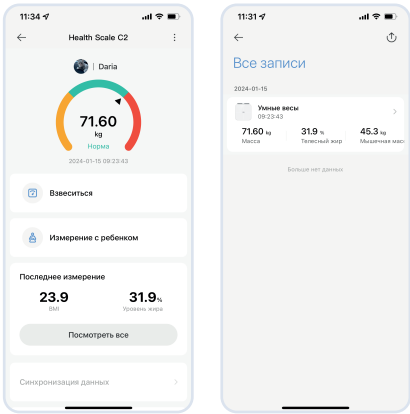 11:34
Health Scale C2
Daria
71.60
kg
Норма
2024-01-15 09:23:43
Взвеситься
Измерение с ребенком
Последнее измерение
23.9 31.9%
BMI Уровень жира
Посмотреть все
Синхронизация данных
11:31
Все записи
2024-01-15
Умные весы
09:23:43
71.60 kg 31.9 % 45.3 kg
Масса Телесный жир Мышечная масс
Больше нет данных